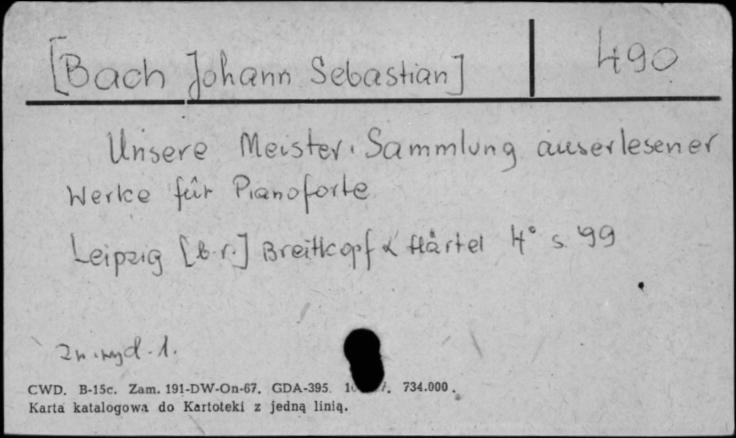 [Bach Johann Sebastian] 490
Unsere Meister. Sammlung auserlesener
Werke für Pianoforte
Leipzig [b.r.] Breitkopf & Härtel 4° s. 99
Zn. wyd. 1.
CWD. B-15c. Zam. 191-DW-On-67. GDA-395. 734.000.
Karta katalogowa do Kartoteki z jedną linią.